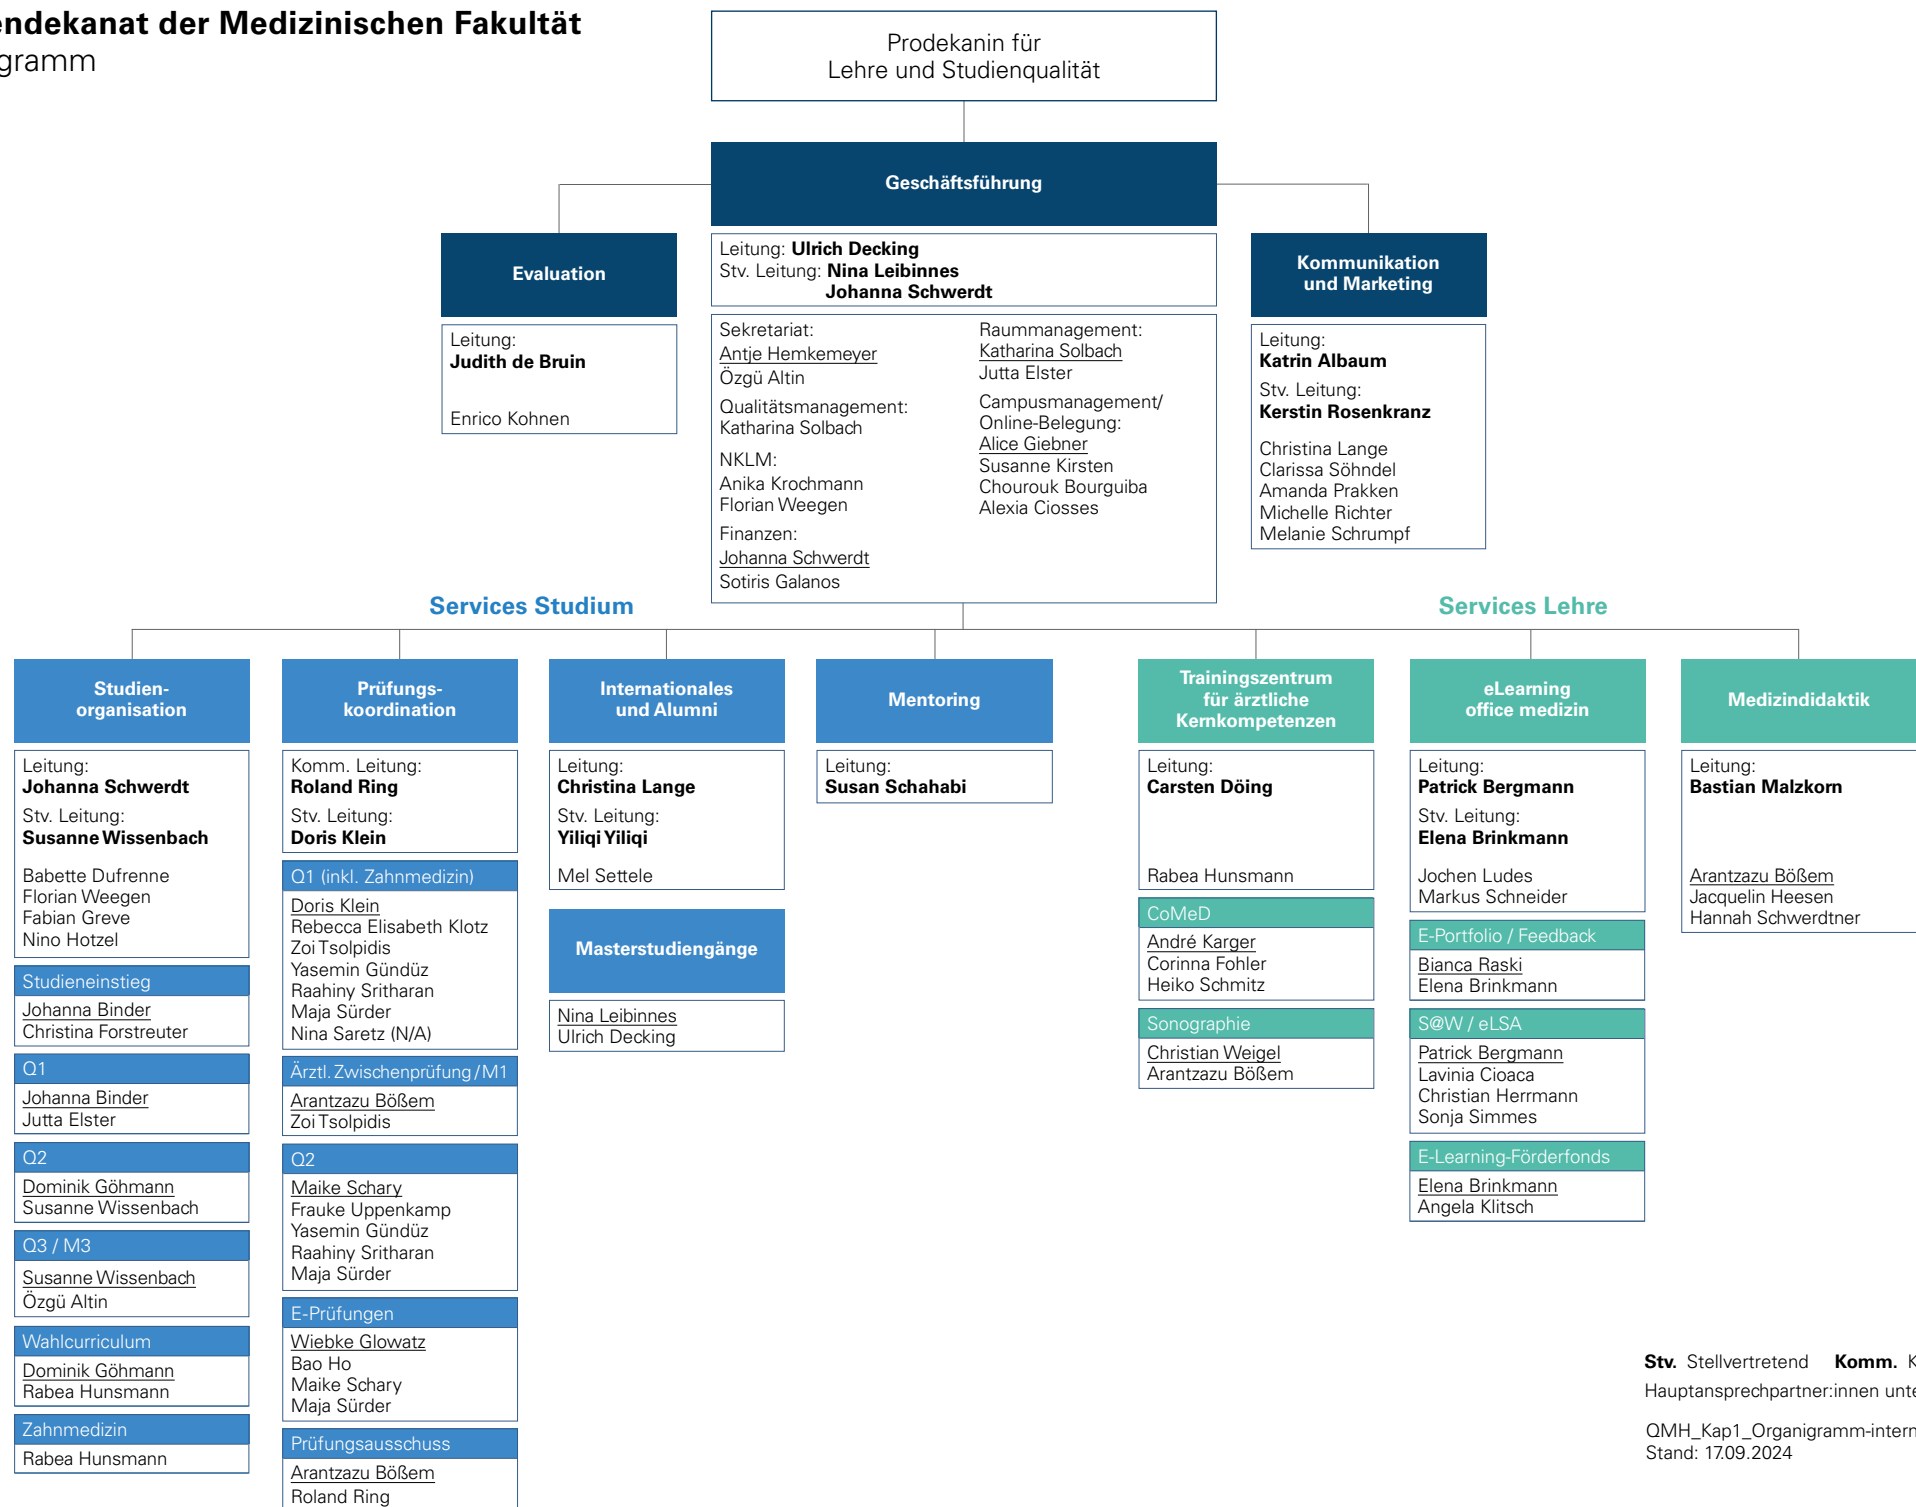 endekanat der Medizinischen Fakultät
gramm
Prodekanin für
Lehre und Studienqualität
Geschäftsführung
Leitung: Ulrich Decking
Stv. Leitung: Nina Leibinnes
Johanna Schwerdt
Evaluation
Leitung:
Judith de Bruin
Enrico Kohnen
Sekretariat:
Antje Hemkemeyer
Özgü Altin
Qualitätsmanagement:
Katharina Solbach
NKLM:
Anika Krochmann
Florian Weegen
Finanzen:
Johanna Schwerdt
Sotiris Galanos
Raummanagement:
Katharina Solbach
Jutta Elster
Campusmanagement/
Online-Belegung:
Alice Giebner
Susanne Kirsten
Chourouk Bourguiba
Alexia Ciosses
Kommunikation
und Marketing
Leitung:
Katrin Albaum
Stv. Leitung:
Kerstin Rosenkranz
Christina Lange
Clarissa Söhndel
Amanda Prakken
Michelle Richter
Melanie Schrumpf
Services Studium
Services Lehre
Studien-
organisation
Leitung:
Johanna Schwerdt
Stv. Leitung:
Susanne Wissenbach
Babette Dufrenne
Florian Weegen
Fabian Greve
Nino Hotzel
Studieneinstieg
Johanna Binder
Christina Forstreuter
Q1
Johanna Binder
Jutta Elster
Q2
Dominik Göhmann
Susanne Wissenbach
Q3 / M3
Susanne Wissenbach
Özgü Altin
Wahlcurriculum
Dominik Göhmann
Rabea Hunsmann
Zahnmedizin
Rabea Hunsmann
Prüfungs-
koordination
Komm. Leitung:
Roland Ring
Stv. Leitung:
Doris Klein
Q1 (inkl. Zahnmedizin)
Doris Klein
Rebecca Elisabeth Klotz
Zoi Tsolpidis
Yasemin Gündüz
Raahiny Sritharan
Maja Sürder
Nina Saretz (N/A)
Ärztl. Zwischenprüfung / M1
Arantzazu Bößem
Zoi Tsolpidis
Q2
Maike Schary
Frauke Uppenkamp
Yasemin Gündüz
Raahiny Sritharan
Maja Sürder
E-Prüfungen
Wiebke Glowatz
Bao Ho
Maike Schary
Maja Sürder
Prüfungsausschuss
Arantzazu Bößem
Roland Ring
Internationales
und Alumni
Leitung:
Christina Lange
Stv. Leitung:
Yiliqi Yiliqi
Mel Settele
Masterstudiengänge
Nina Leibinnes
Ulrich Decking
Mentoring
Leitung:
Susan Schahabi
Trainingszentrum
für ärztliche
Kernkompetenzen
Leitung:
Carsten Döing
Rabea Hunsmann
CoMeD
André Karger
Corinna Fohler
Heiko Schmitz
Sonographie
Christian Weigel
Arantzazu Bößem
eLearning
office medizin
Leitung:
Patrick Bergmann
Stv. Leitung:
Elena Brinkmann
Jochen Ludes
Markus Schneider
E-Portfolio / Feedback
Bianca Raski
Elena Brinkmann
S@W / eLSA
Patrick Bergmann
Lavinia Cioaca
Christian Herrmann
Sonja Simmes
E-Learning-Förderfonds
Elena Brinkmann
Angela Klitsch
Medizindidaktik
Leitung:
Bastian Malzkorn
Arantzazu Bößem
Jacquelin Heesen
Hannah Schwerdtner
Stv. Stellvertretend Komm. K
Hauptansprechpartner:innen unte
QMH_Kap1_Organigramm-intern
Stand: 17.09.2024